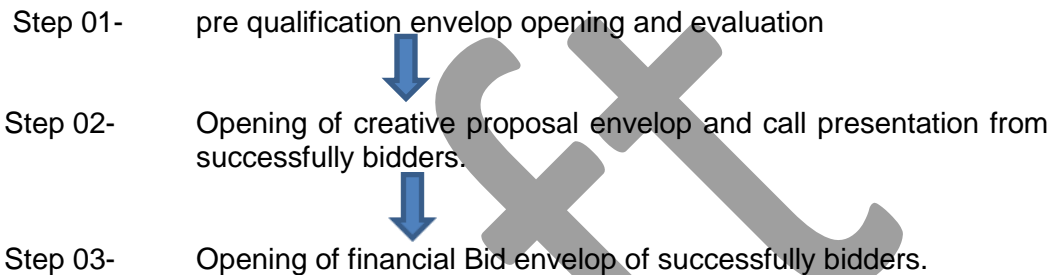 Step 01- pre qualification envelop opening and evaluation
Step 02- Opening of creative proposal envelop and call presentation from
successfully bidders.
Step 03- Opening of financial Bid envelop of successfully bidders.